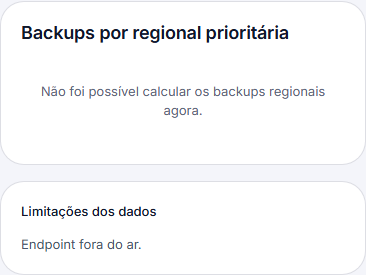 Backups por regional prioritária
Não foi possível calcular os backups regionais
agora.
Limitações dos dados
Endpoint fora do ar.